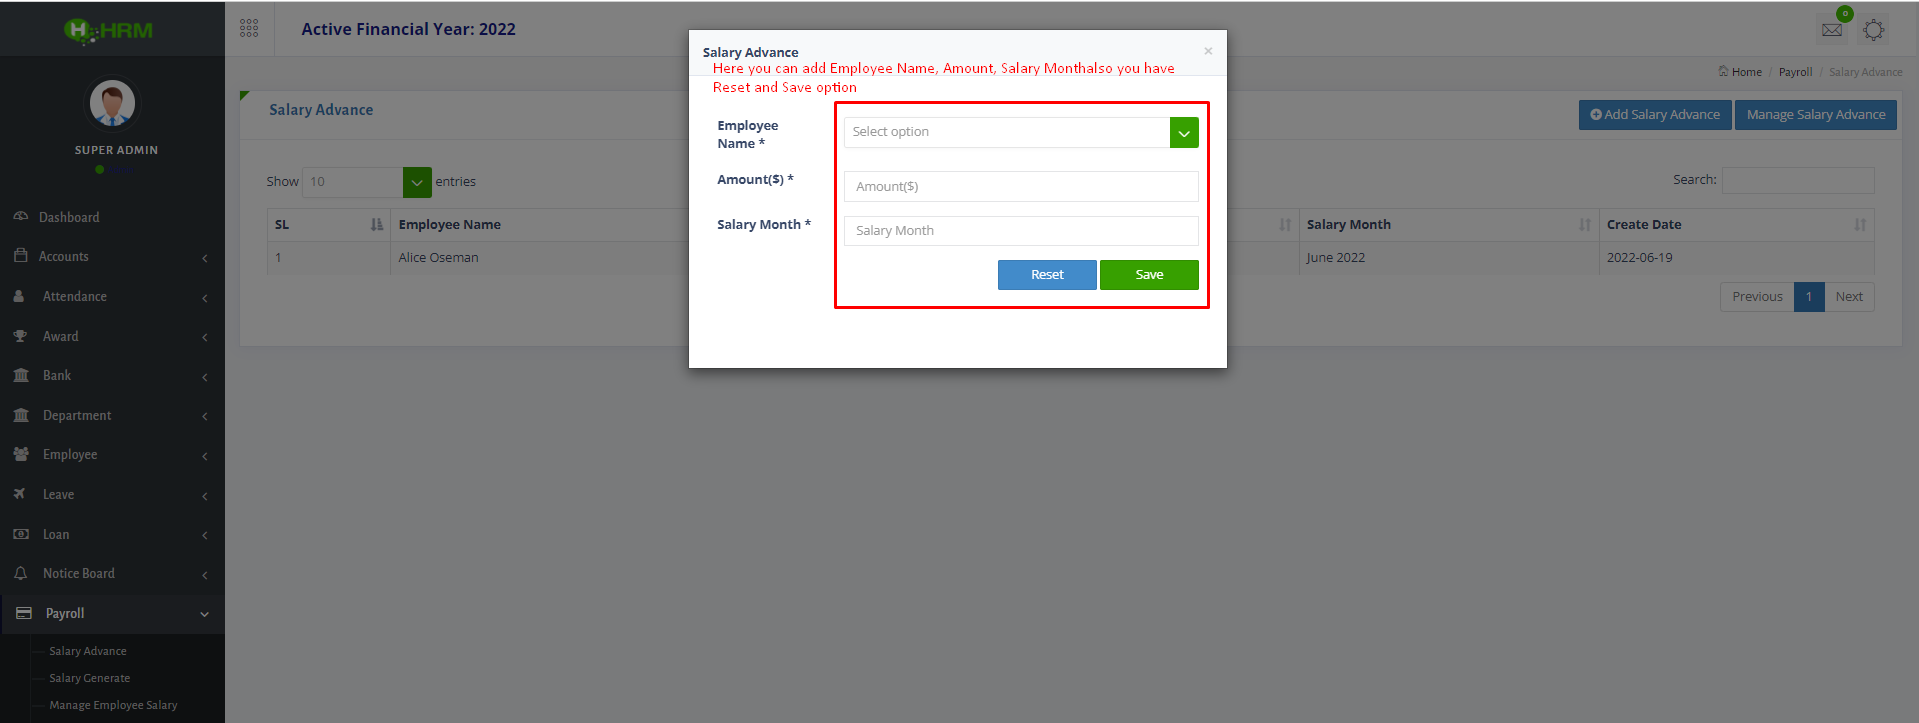 HRM
Active Financial Year: 2022
0
Home / Payroll / Salary Advance
SUPER ADMIN
Dashboard
Accounts
Attendance
Award
Bank
Department
Employee
Leave
Loan
Notice Board
Payroll
Salary Advance
Salary Generate
Manage Employee Salary
Salary Advance
Add Salary Advance
Manage Salary Advance
Show 10 entries
Search:
SL Employee Name Salary Month Create Date
1 Alice Oseman June 2022 2022-06-19
Previous 1 Next
Salary Advance ×
Here you can add Employee Name, Amount, Salary Monthalso you have
Reset and Save option
Employee
Name *
Select option
Amount($) *
Amount($)
Salary Month *
Salary Month
Reset
Save